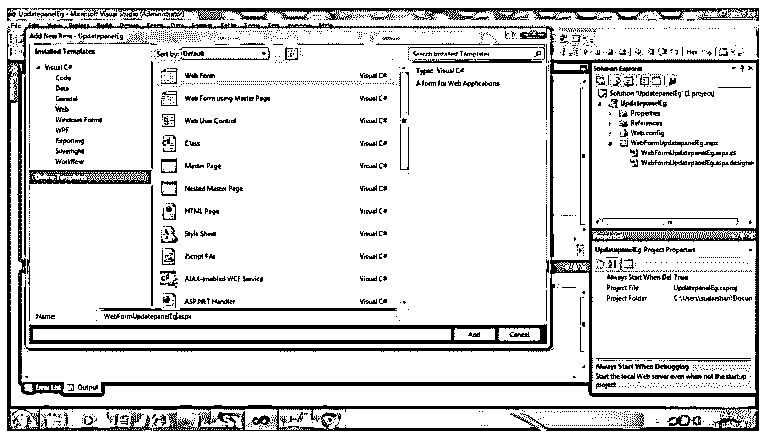 UpdatepanelEg - Microsoft Visual Studio (Administrator)
Add New Item - UpdatepanelEg
Installed Templates
Sort by: Default
Search Installed Templates
Visual C#
Code
Data
General
Web
Windows Forms
WPF
Reporting
Silverlight
Workflow
Web Form Visual C#
Web Form using Master Page Visual C#
Web User Control Visual C#
Class Visual C#
Master Page Visual C#
Nested Master Page Visual C#
HTML Page Visual C#
Style Sheet Visual C#
JScript File Visual C#
AJAX-enabled WCF Service Visual C#
ASP.NET Handler Visual C#
Type: Visual C#
A form for Web Applications
Name: WebFormUpdatepanelEg.aspx
Add Cancel
Error List Output
Solution Explorer
Solution 'UpdatepanelEg' (1 project)
UpdatepanelEg
Properties
References
Web.config
WebFormUpdatepanelEg.aspx
WebFormUpdatepanelEg.aspx.cs
WebFormUpdatepanelEg.aspx.designer
UpdatepanelEg Project Properties
Always Start When Del True
Project File UpdatepanelEg.csproj
Project Folder
Always Start When Debugging
Start the local Web server even when not the startup
project